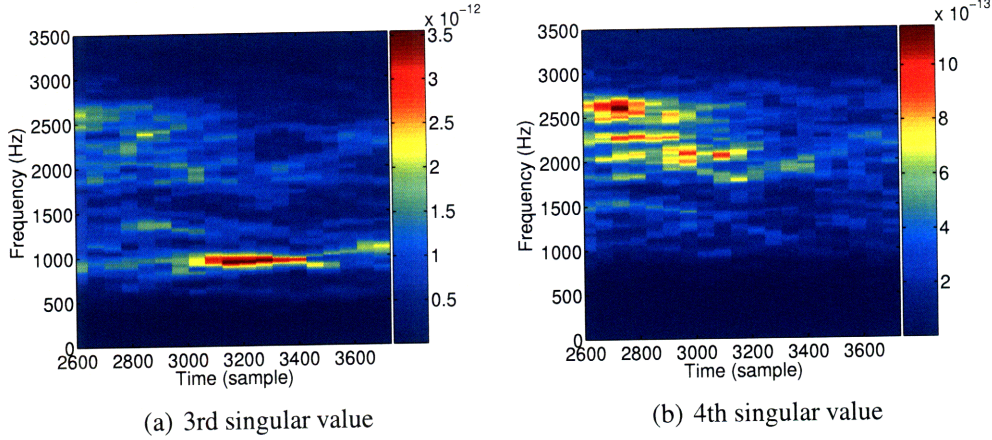 x 10⁻¹²
3500
3000
2500
2000
1500
1000
500
0
Frequency (Hz)
2600 2800 3000 3200 3400 3600
Time (sample)
3.5
3
2.5
2
1.5
1
0.5
(a) 3rd singular value
x 10⁻¹³
3500
3000
2500
2000
1500
1000
500
0
Frequency (Hz)
2600 2800 3000 3200 3400 3600
Time (sample)
10
8
6
4
2
(b) 4th singular value